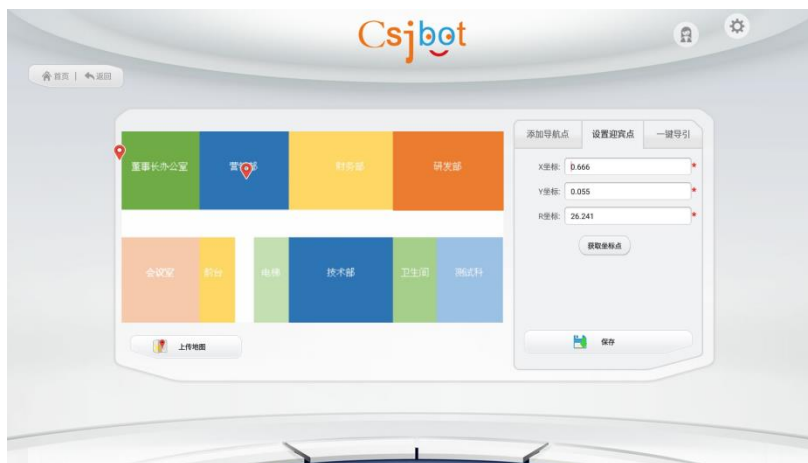 Csjbot
首页 | 返回
添加导航点 设置迎宾点 一键导引
董事长办公室 营销部 财务部 研发部
X坐标: 0.666 *
Y坐标: 0.055 *
R坐标: 26.241 *
获取坐标点
会议室 前台 电梯 技术部 卫生间 测试科
上传地图
保存